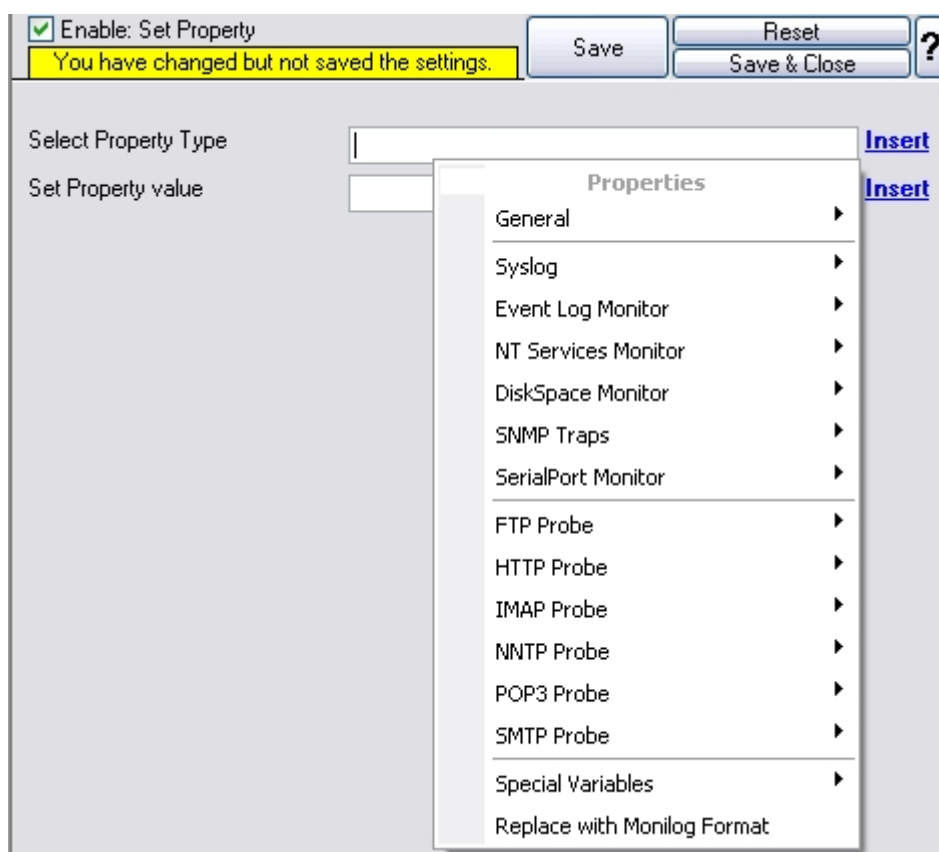 Enable: Set Property
You have changed but not saved the settings.
Save
Reset
Save & Close
?
Select Property Type
Insert
Set Property value
Insert
Properties
General
Syslog
Event Log Monitor
NT Services Monitor
DiskSpace Monitor
SNMP Traps
SerialPort Monitor
FTP Probe
HTTP Probe
IMAP Probe
NNTP Probe
POP3 Probe
SMTP Probe
Special Variables
Replace with Monilog Format